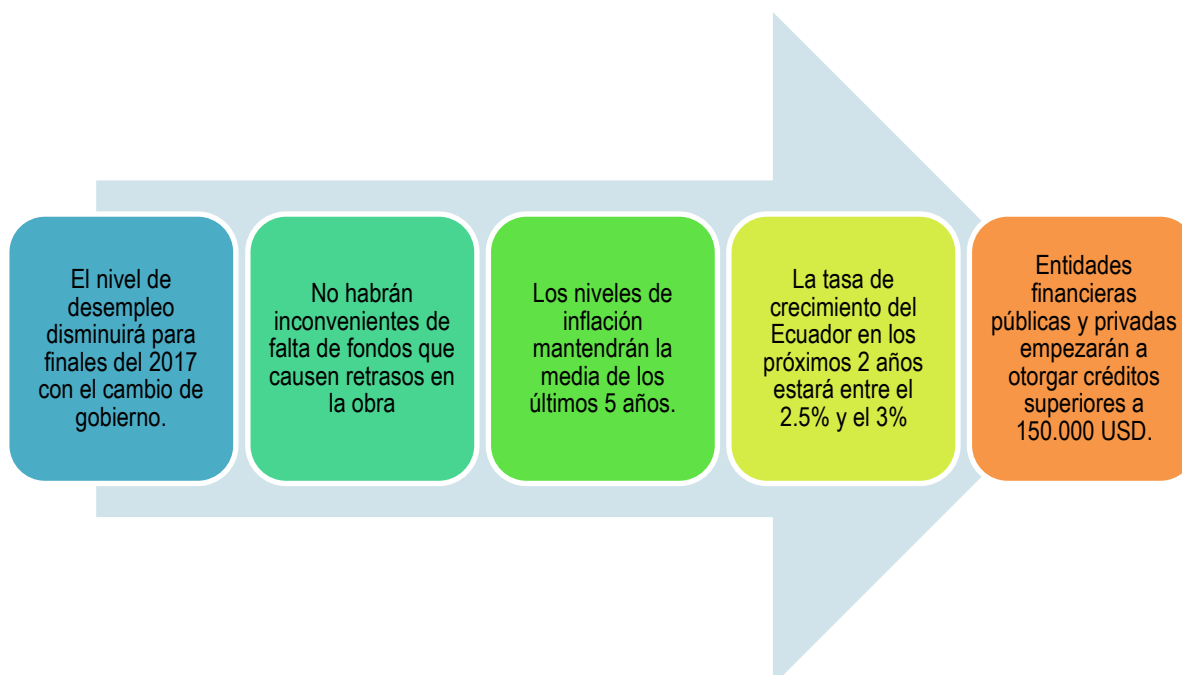 El nivel de
desempleo
disminuirá para
finales del 2017
con el cambio de
gobierno.
No habrán
inconvenientes de
falta de fondos que
causen retrasos en
la obra
Los niveles de
inflación
mantendrán la
media de los
últimos 5 años.
La tasa de
crecimiento del
Ecuador en los
próximos 2 años
estará entre el
2.5% y el 3%
Entidades
financieras
públicas y privadas
empezarán a
otorgar créditos
superiores a
150.000 USD.